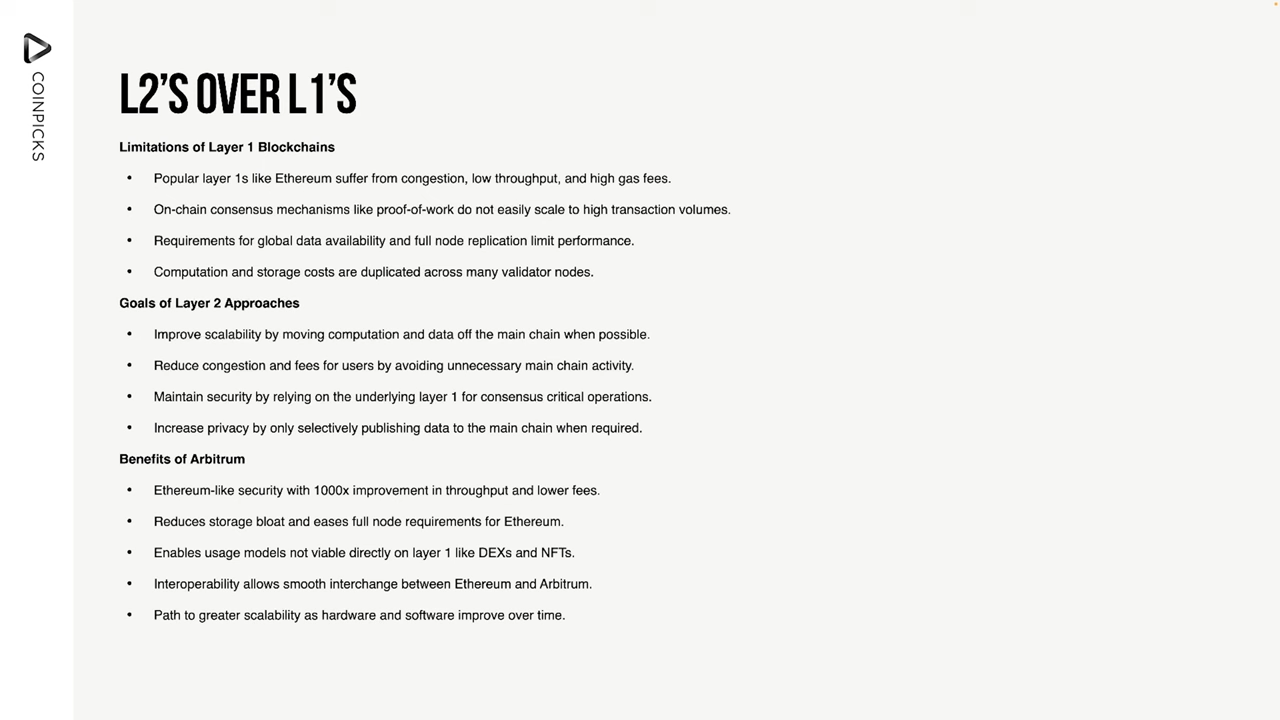 COINPICKS
L2'S OVER L1'S
Limitations of Layer 1 Blockchains
• Popular layer 1s like Ethereum suffer from congestion, low throughput, and high gas fees.
• On-chain consensus mechanisms like proof-of-work do not easily scale to high transaction volumes.
• Requirements for global data availability and full node replication limit performance.
• Computation and storage costs are duplicated across many validator nodes.
Goals of Layer 2 Approaches
• Improve scalability by moving computation and data off the main chain when possible.
• Reduce congestion and fees for users by avoiding unnecessary main chain activity.
• Maintain security by relying on the underlying layer 1 for consensus critical operations.
• Increase privacy by only selectively publishing data to the main chain when required.
Benefits of Arbitrum
• Ethereum-like security with 1000x improvement in throughput and lower fees.
• Reduces storage bloat and eases full node requirements for Ethereum.
• Enables usage models not viable directly on layer 1 like DEXs and NFTs.
• Interoperability allows smooth interchange between Ethereum and Arbitrum.
• Path to greater scalability as hardware and software improve over time.